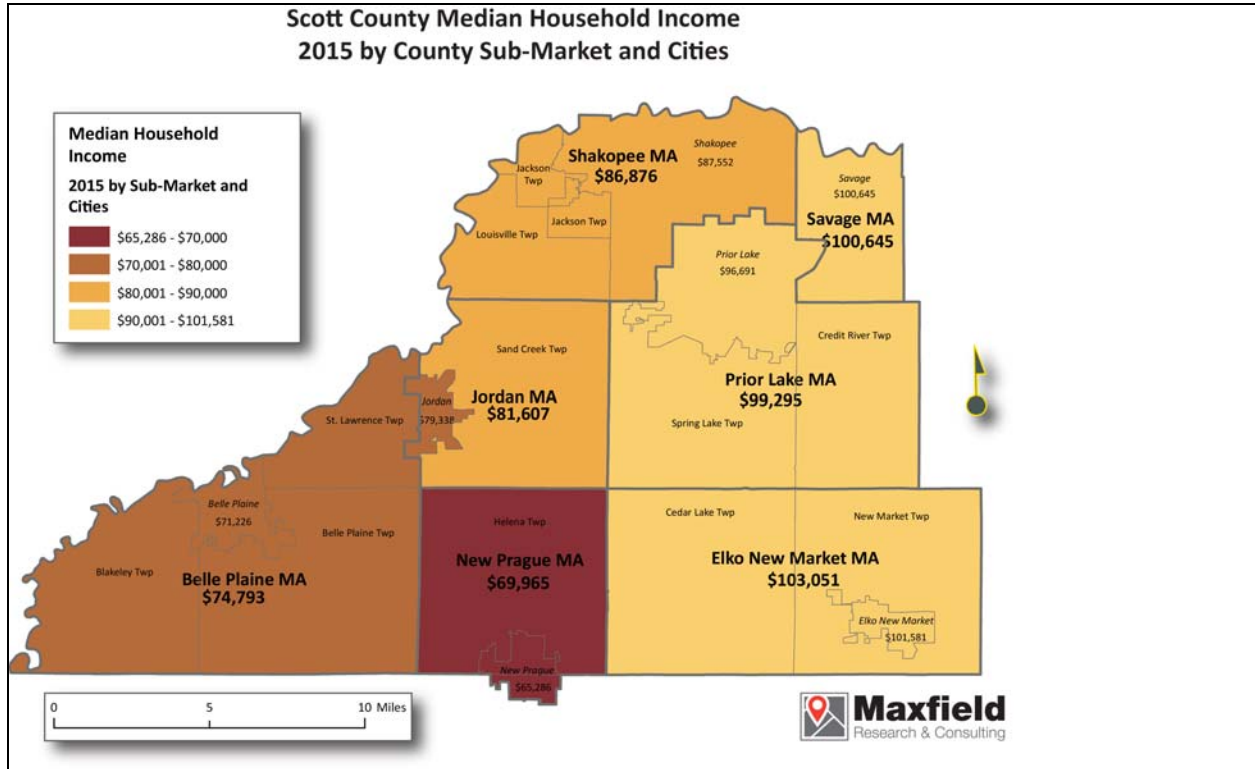 Scott County Median Household Income
2015 by County Sub-Market and Cities
Median Household
Income
2015 by Sub-Market and
Cities
$65,286 - $70,000
$70,001 - $80,000
$80,001 - $90,000
$90,001 - $101,581
Shakopee
$87,552
Shakopee MA
$86,876
Jackson
Twp
Jackson Twp
Louisville Twp
Savage
$100,645
Savage MA
$100,645
Prior Lake
$96,691
Credit River Twp
Prior Lake MA
$99,295
Spring Lake Twp
Sand Creek Twp
Jordan MA
$81,607
Jordan
$79,338
St. Lawrence Twp
Belle Plaine
$71,226
Belle Plaine Twp
Blakeley Twp
Belle Plaine MA
$74,793
Helena Twp
New Prague MA
$69,965
New Prague
$65,286
Cedar Lake Twp
New Market Twp
Elko New Market MA
$103,051
Elko New Market
$101,581
0 5 10 Miles
Maxfield
Research & Consulting